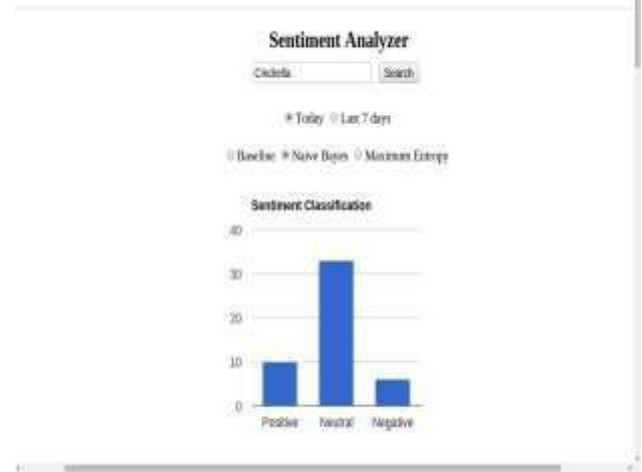 Sentiment Analyzer
Cindrella Search
Today Last 7 days
Baseline Naive Bayes Maximum Entropy
Sentiment Classification
40
30
20
10
0
Positive Neutral Negative